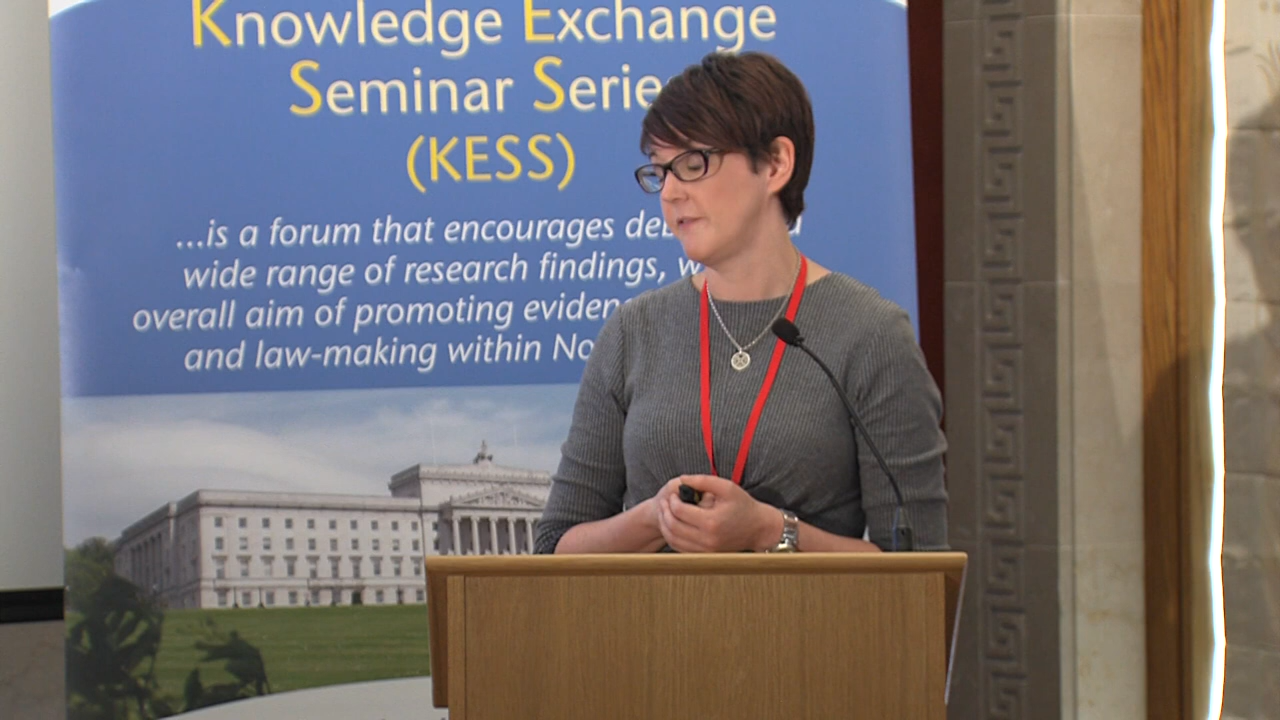 Knowledge Exchange
Seminar Serie
(KESS)
...is a forum that encourages de
wide range of research findings, w
overall aim of promoting eviden
and law-making within No